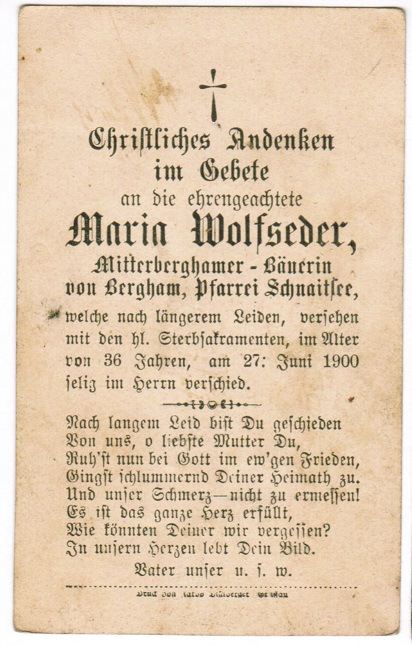 Christliches Andenken
im Gebete
an die ehrengeachtete
Maria Wolfseder,
Mitterberghamer - Bäuerin
von Bergham, Pfarrei Schnaitsee,
welche nach längerem Leiden, versehen
mit den hl. Sterbsakramenten, im Alter
von 36 Jahren, am 27. Juni 1900
selig im Herrn verschied.
Nach langem Leid bist Du geschieden
Von uns, o liebste Mutter Du,
Ruh'st nun bei Gott im ew'gen Frieden,
Gingst schlummernd Deiner Heimath zu.
Und unser Schmerz—nicht zu ermessen!
Es ist das ganze Herz erfüllt,
Wie könnten Deiner wir vergessen?
In unsern Herzen lebt Dein Bild.
Vater unser u. s. w.
Druck von Jakob